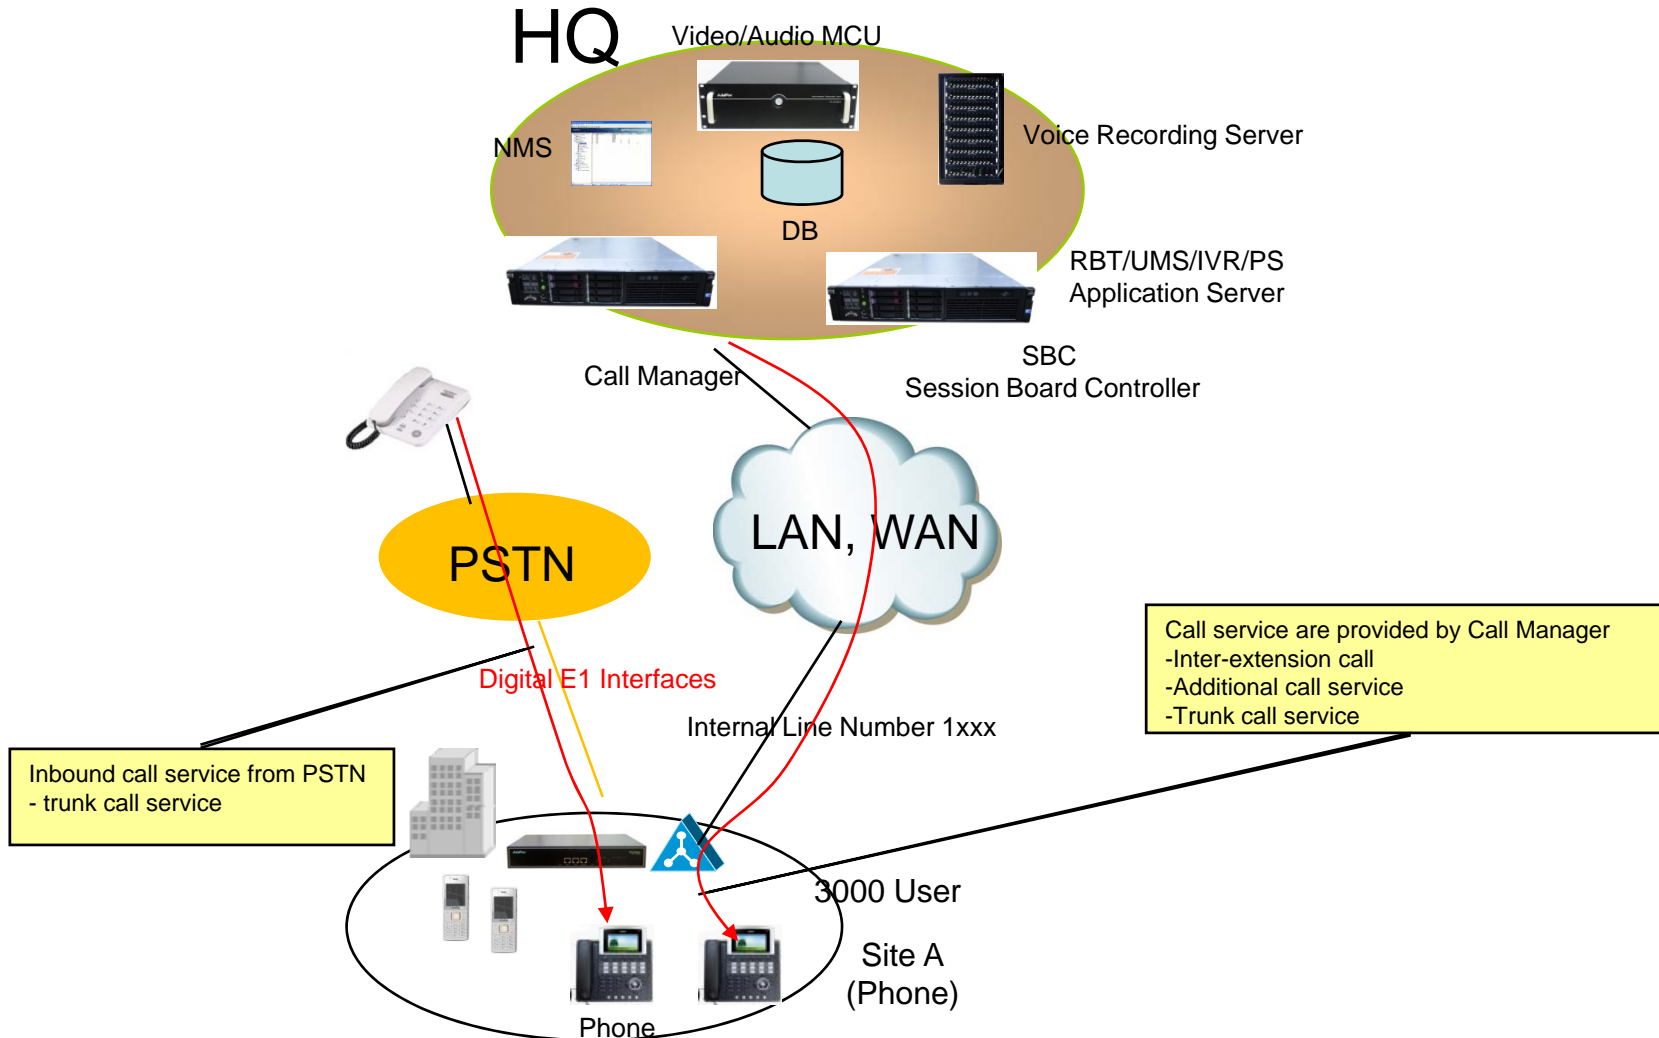 HQ
Video/Audio MCU
NMS
Voice Recording Server
DB
RBT/UMS/IVR/PS
Application Server
Call Manager
SBC
Session Board Controller
PSTN
LAN, WAN
Digital E1 Interfaces
Internal Line Number 1xxx
Call service are provided by Call Manager
-Inter-extension call
-Additional call service
-Trunk call service
Inbound call service from PSTN
- trunk call service
3000 User
Site A
(Phone)
Phone